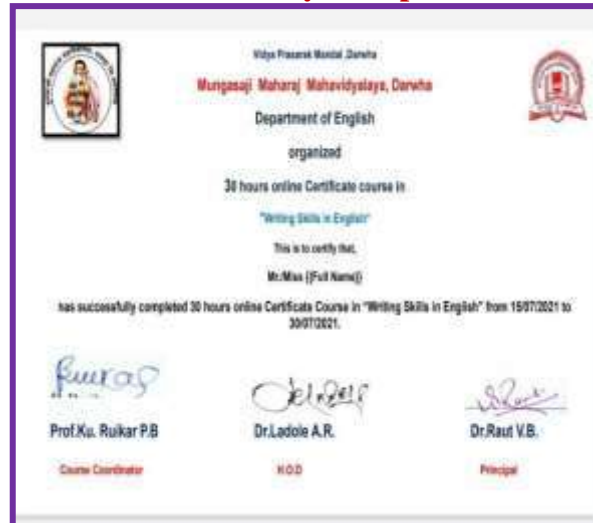 Vidya Prasarak Mandal ,Darwha
Mungasaji Maharaj Mahavidyalaya, Darwha
Department of English
organized
30 hours online Certificate course in
"Writing Skills in English"
This is to certify that,
Mr./Miss {{Full Name}}
has successfully completed 30 hours online Certificate Course in "Writing Skills in English" from 15/07/2021 to
30/07/2021.
Prof.Ku. Ruikar P.B
Dr.Ladole A.R.
Dr.Raut V.B.
Course Coordinator
H.O.D
Principal